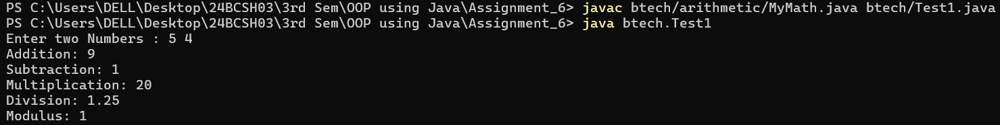 PS C:\Users\DELL\Desktop\24BCSH03\3rd Sem\OOP using Java\Assignment_6> javac btech/arithmetic/MyMath.java btech/Test1.java
PS C:\Users\DELL\Desktop\24BCSH03\3rd Sem\OOP using Java\Assignment_6> java btech.Test1
Enter two Numbers : 5 4
Addition: 9
Subtraction: 1
Multiplication: 20
Division: 1.25
Modulus: 1